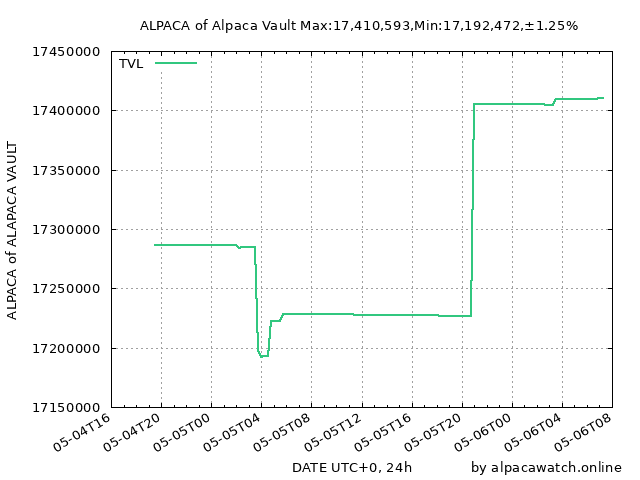 ALPACA of Alpaca Vault Max:17,410,593,Min:17,192,472,±1.25%
TVL
17450000
17400000
17350000
17300000
17250000
17200000
17150000
ALPACA of ALAPACA VAULT
05-04T16
05-04T20
05-05T00
05-05T04
05-05T08
05-05T12
05-05T16
05-05T20
05-06T00
05-06T04
05-06T08
DATE UTC+0, 24h
by alpacawatch.online